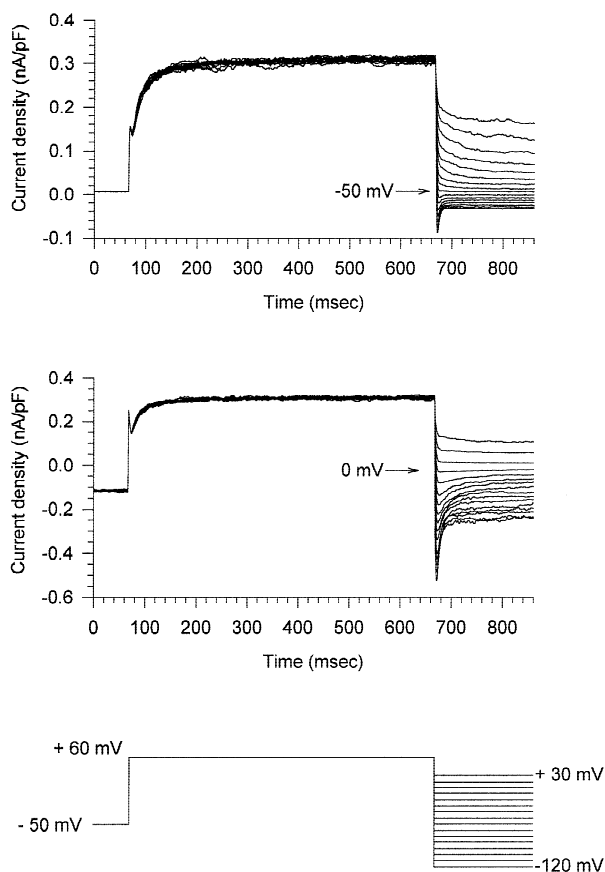 Current density (nA/pF)
0.4
0.3
0.2
0.1
0.0
-0.1
-50 mV
0 100 200 300 400 500 600 700 800
Time (msec)
Current density (nA/pF)
0.4
0.2
0.0
-0.2
-0.4
-0.6
0 mV
0 100 200 300 400 500 600 700 800
Time (msec)
+ 60 mV
- 50 mV
+ 30 mV
-120 mV